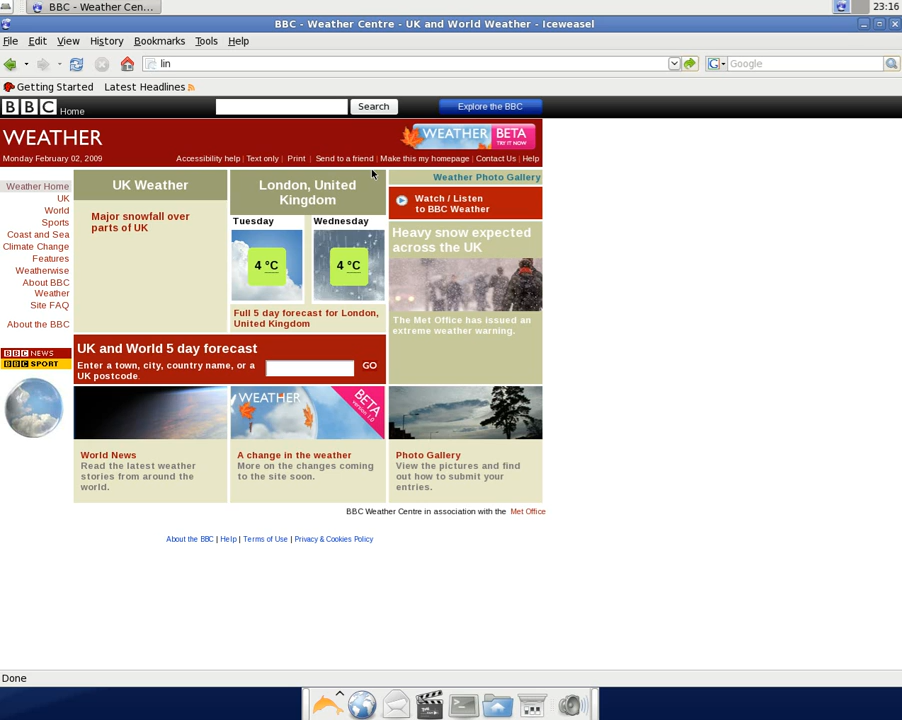 BBC - Weather Cen...
23:16
BBC - Weather Centre - UK and World Weather - Iceweasel
File Edit View History Bookmarks Tools Help
lin
G Google
Getting Started Latest Headlines
BBC Home
Search
Explore the BBC
WEATHER
WEATHER BETA TRY IT NOW
Monday February 02, 2009
Accessibility help | Text only | Print | Send to a friend | Make this my homepage | Contact Us | Help
Weather Home
UK
World
Sports
Coast and Sea
Climate Change
Features
Weatherwise
About BBC
Weather
Site FAQ
About the BBC
BBC NEWS
BBC SPORT
UK Weather
Major snowfall over
parts of UK
London, United
Kingdom
Tuesday Wednesday
4 °C 4 °C
Full 5 day forecast for London,
United Kingdom
Weather Photo Gallery
Watch / Listen
to BBC Weather
Heavy snow expected
across the UK
The Met Office has issued an
extreme weather warning.
UK and World 5 day forecast
Enter a town, city, country name, or a
UK postcode.
GO
WEATHER
BETA
version 1.0
World News
Read the latest weather
stories from around the
world.
A change in the weather
More on the changes coming
to the site soon.
Photo Gallery
View the pictures and find
out how to submit your
entries.
BBC Weather Centre in association with the Met Office
About the BBC | Help | Terms of Use | Privacy & Cookies Policy
Done